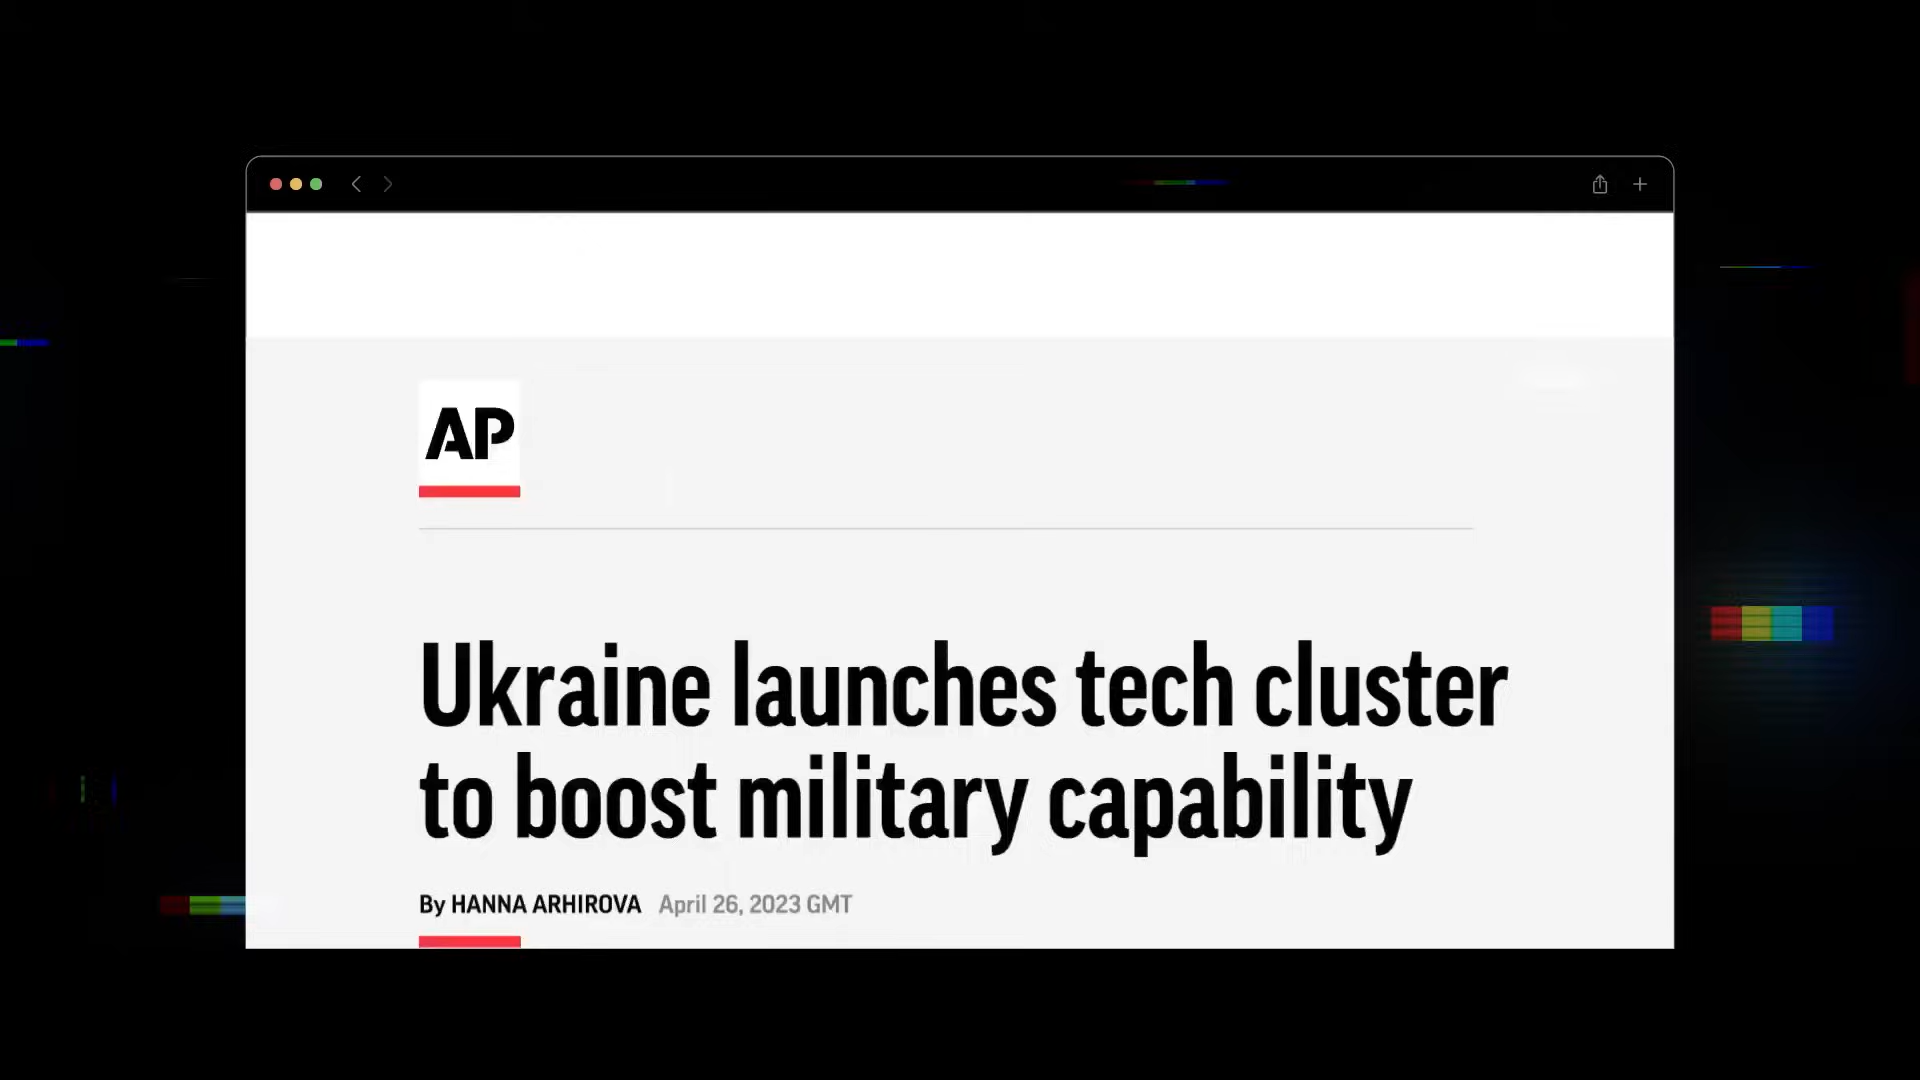 AP
Ukraine launches tech cluster
to boost military capability
By HANNA ARHIROVA April 26, 2023 GMT